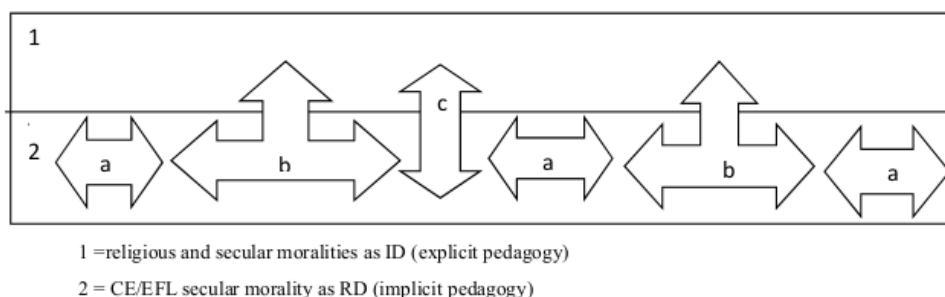 1
c
2
a
b
a
b
a
1 =religious and secular moralities as ID (explicit pedagogy)
2 = CE/EFL secular morality as RD (implicit pedagogy)